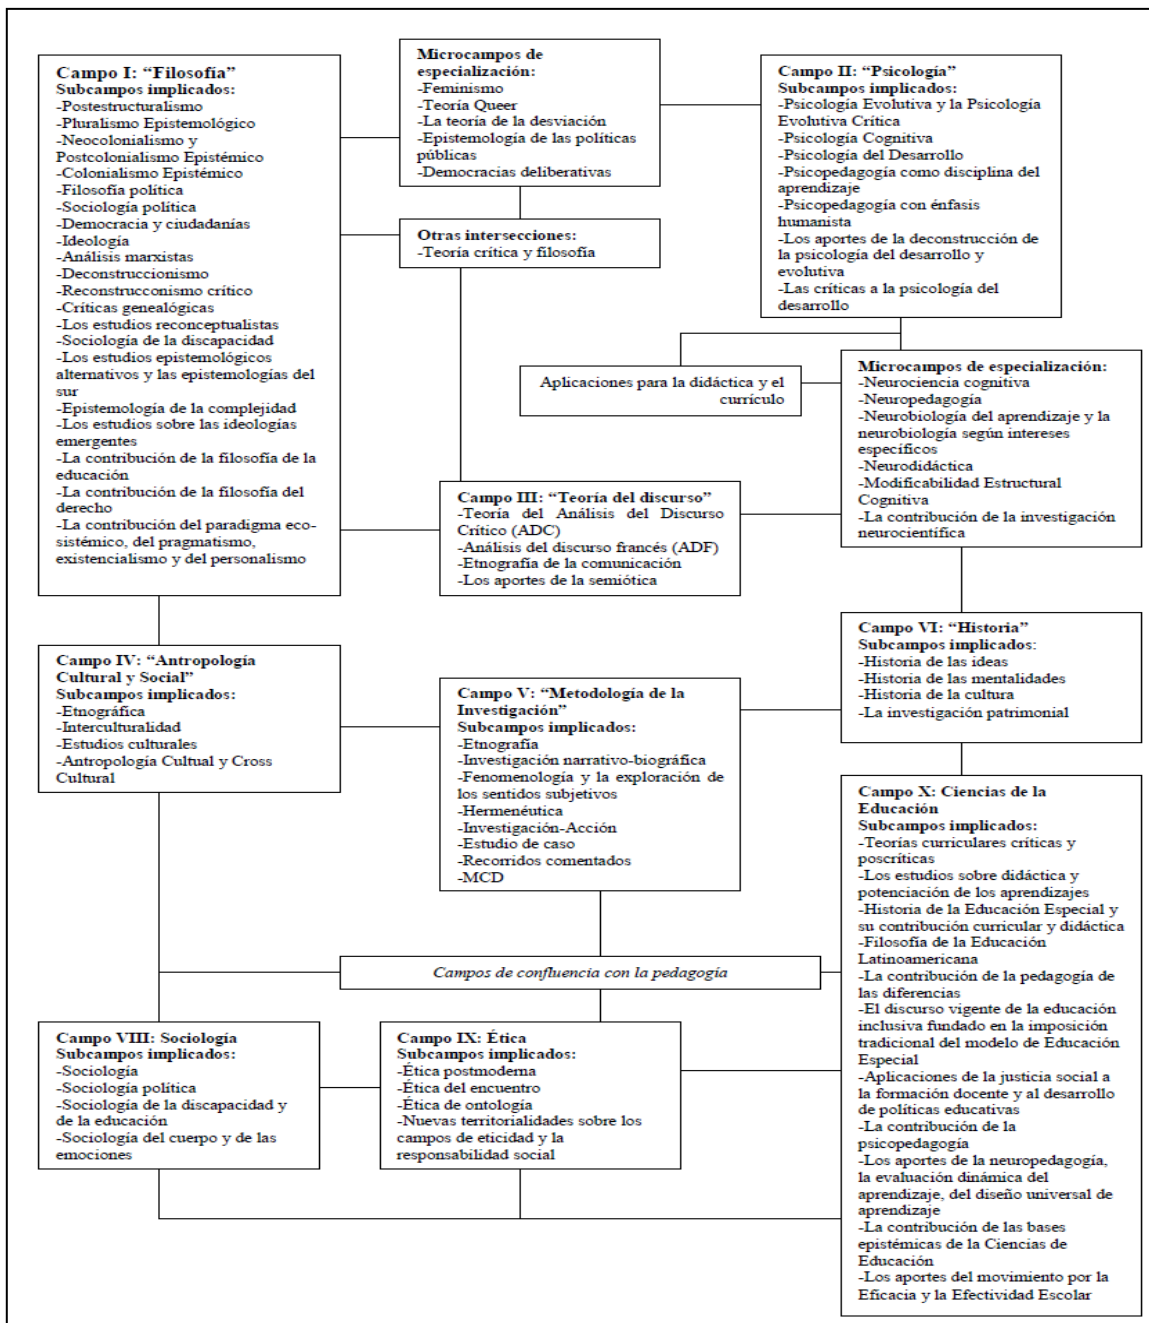 Campo I: “Filosofía”
Subcampos implicados:
-Postestructuralismo
-Pluralismo Epistemológico
-Neocolonialismo y
Postcolonialismo Epistémico
-Colonialismo Epistémico
-Filosofía política
-Sociología política
-Democracia y ciudadanías
-Ideología
-Análisis marxistas
-Deconstruccionismo
-Reconstrucconismo crítico
-Críticas genealógicas
-Los estudios reconceptualistas
-Sociología de la discapacidad
-Los estudios epistemológicos
alternativos y las epistemologías del
sur
-Epistemología de la complejidad
-Los estudios sobre las ideologías
emergentes
-La contribución de la filosofía de la
educación
-La contribución de la filosofía del
derecho
-La contribución del paradigma eco-
sistémico, del pragmatismo,
existencialismo y del personalismo
Microcampos de
especialización:
-Feminismo
-Teoría Queer
-La teoría de la desviación
-Epistemología de las políticas
públicas
-Democracias deliberativas
Otras intersecciones:
-Teoría crítica y filosofía
Campo II: “Psicología”
Subcampos implicados:
-Psicología Evolutiva y la Psicología
Evolutiva Crítica
-Psicología Cognitiva
-Psicología del Desarrollo
-Psicopedagogía como disciplina del
aprendizaje
-Psicopedagogía con énfasis
humanista
-Los aportes de la deconstrucción de
la psicología del desarrollo y
evolutiva
-Las críticas a la psicología del
desarrollo
Aplicaciones para la didáctica y el
currículo
Microcampos de especialización:
-Neurociencia cognitiva
-Neuropedagogía
-Neurobiología del aprendizaje y la
neurobiología según intereses
específicos
-Neurodidáctica
-Modificabilidad Estructural
Cognitiva
-La contribución de la investigación
neurocientífica
Campo III: “Teoría del discurso”
-Teoría del Análisis del Discurso
Crítico (ADC)
-Análisis del discurso francés (ADF)
-Etnografía de la comunicación
-Los aportes de la semiótica
Campo IV: “Antropología
Cultural y Social”
Subcampos implicados:
-Etnográfica
-Interculturalidad
-Estudios culturales
-Antropología Cultual y Cross
Cultural
Campo V: “Metodología de la
Investigación”
Subcampos implicados:
-Etnografía
-Investigación narrativo-biográfica
-Fenomenología y la exploración de
los sentidos subjetivos
-Hermenéutica
-Investigación-Acción
-Estudio de caso
-Recorridos comentados
-MCD
Campo VI: “Historia”
Subcampos implicados:
-Historia de las ideas
-Historia de las mentalidades
-Historia de la cultura
-La investigación patrimonial
Campos de confluencia con la pedagogía
Campo VIII: Sociología
Subcampos implicados:
-Sociología
-Sociología política
-Sociología de la discapacidad y
de la educación
-Sociología del cuerpo y de las
emociones
Campo IX: Ética
Subcampos implicados:
-Ética postmoderna
-Ética del encuentro
-Ética de ontología
-Nuevas territorialidades sobre los
campos de eticidad y la
responsabilidad social
Campo X: Ciencias de la
Educación
Subcampos implicados:
-Teorías curriculares críticas y
poscríticas
-Los estudios sobre didáctica y
potenciación de los aprendizajes
-Historia de la Educación Especial y
su contribución curricular y didáctica
-Filosofía de la Educación
Latinoamericana
-La contribución de la pedagogía de
las diferencias
-El discurso vigente de la educación
inclusiva fundado en la imposición
tradicional del modelo de Educación
Especial
-Aplicaciones de la justicia social a
la formación docente y al desarrollo
de políticas educativas
-La contribución de la
psicopedagogía
-Los aportes de la neuropedagogía,
la evaluación dinámica del
aprendizaje, del diseño universal de
aprendizaje
-La contribución de las bases
epistémicas de la Ciencias de
Educación
-Los aportes del movimiento por la
Eficacia y la Efectividad Escolar